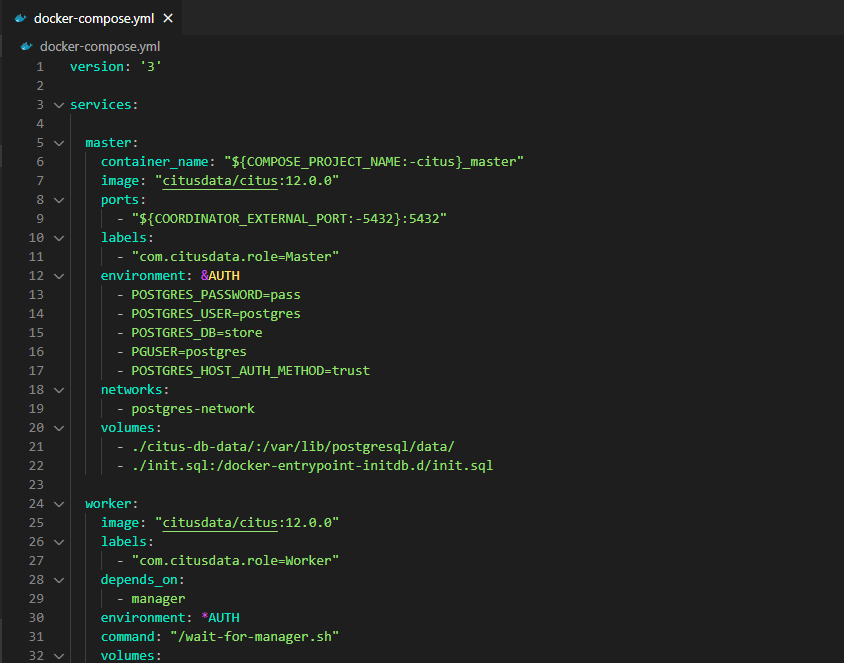 docker-compose.yml ×
docker-compose.yml
1 version: '3'
2
3 services:
4
5   master:
6     container_name: "${COMPOSE_PROJECT_NAME:-citus}_master"
7     image: "citusdata/citus:12.0.0"
8     ports:
9       - "${COORDINATOR_EXTERNAL_PORT:-5432}:5432"
10     labels:
11       - "com.citusdata.role=Master"
12     environment: &AUTH
13       - POSTGRES_PASSWORD=pass
14       - POSTGRES_USER=postgres
15       - POSTGRES_DB=store
16       - PGUSER=postgres
17       - POSTGRES_HOST_AUTH_METHOD=trust
18     networks:
19       - postgres-network
20     volumes:
21       - ./citus-db-data/:/var/lib/postgresql/data/
22       - ./init.sql:/docker-entrypoint-initdb.d/init.sql
23
24   worker:
25     image: "citusdata/citus:12.0.0"
26     labels:
27       - "com.citusdata.role=Worker"
28     depends_on:
29       - manager
30     environment: *AUTH
31     command: "/wait-for-manager.sh"
32     volumes: